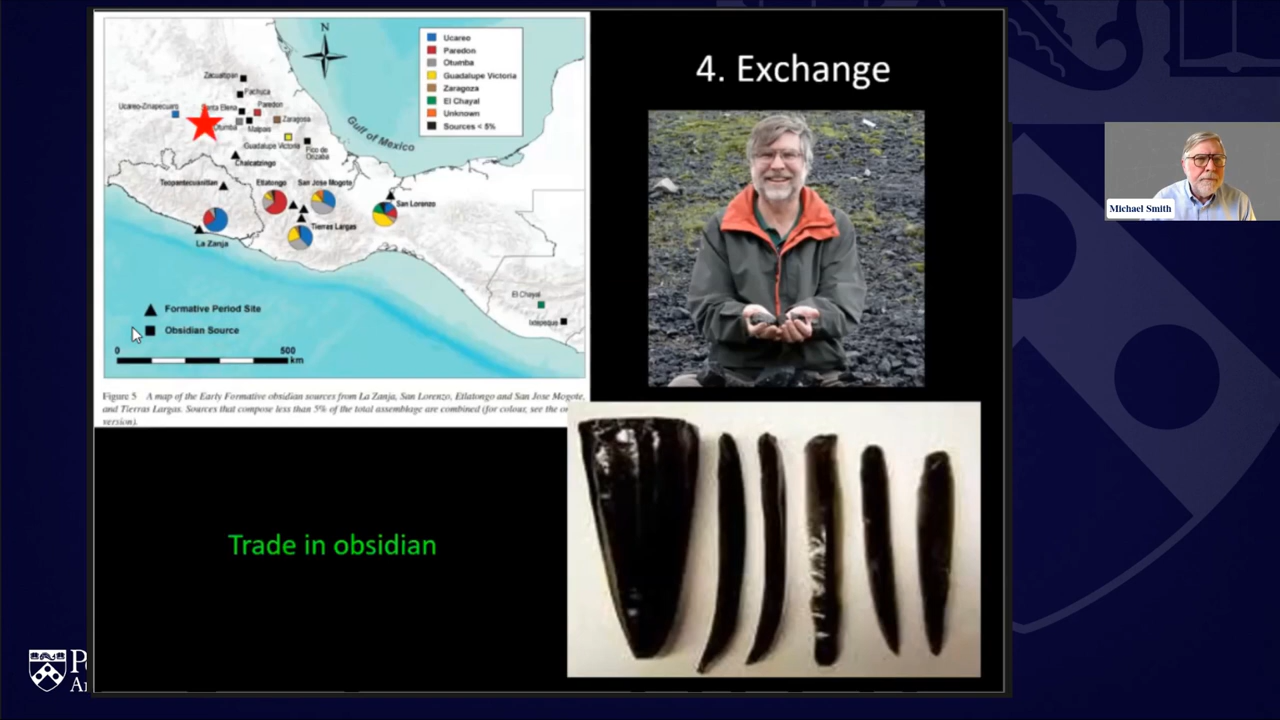 4. Exchange
N
Ucareo
Paredon
Otumba
Guadalupe Victoria
Zaragoza
El Chayal
Unknown
Sources < 5%
Zacualtipan
Pachuca
Ucareo-Zinapecuaro
Santa Elena
Paredon
Otumba
Malpais
Zaragoza
Guadalupe Victoria
Pico de
Orizaba
Gulf of Mexico
Chalcatzingo
Teopantecuanitlan
Etlatongo
San Jose Mogote
San Lorenzo
Tierras Largas
La Zanja
El Chayal
Ixtepeque
Formative Period Site
Obsidian Source
0
500
km
Figure 5 A map of the Early Formative obsidian sources from La Zanja, San Lorenzo, Etlatongo and San Jose Mogote,
and Tierras Largas. Sources that compose less than 5% of the total assemblage are combined (for colour, see the
version).
Trade in obsidian
Michael Smith